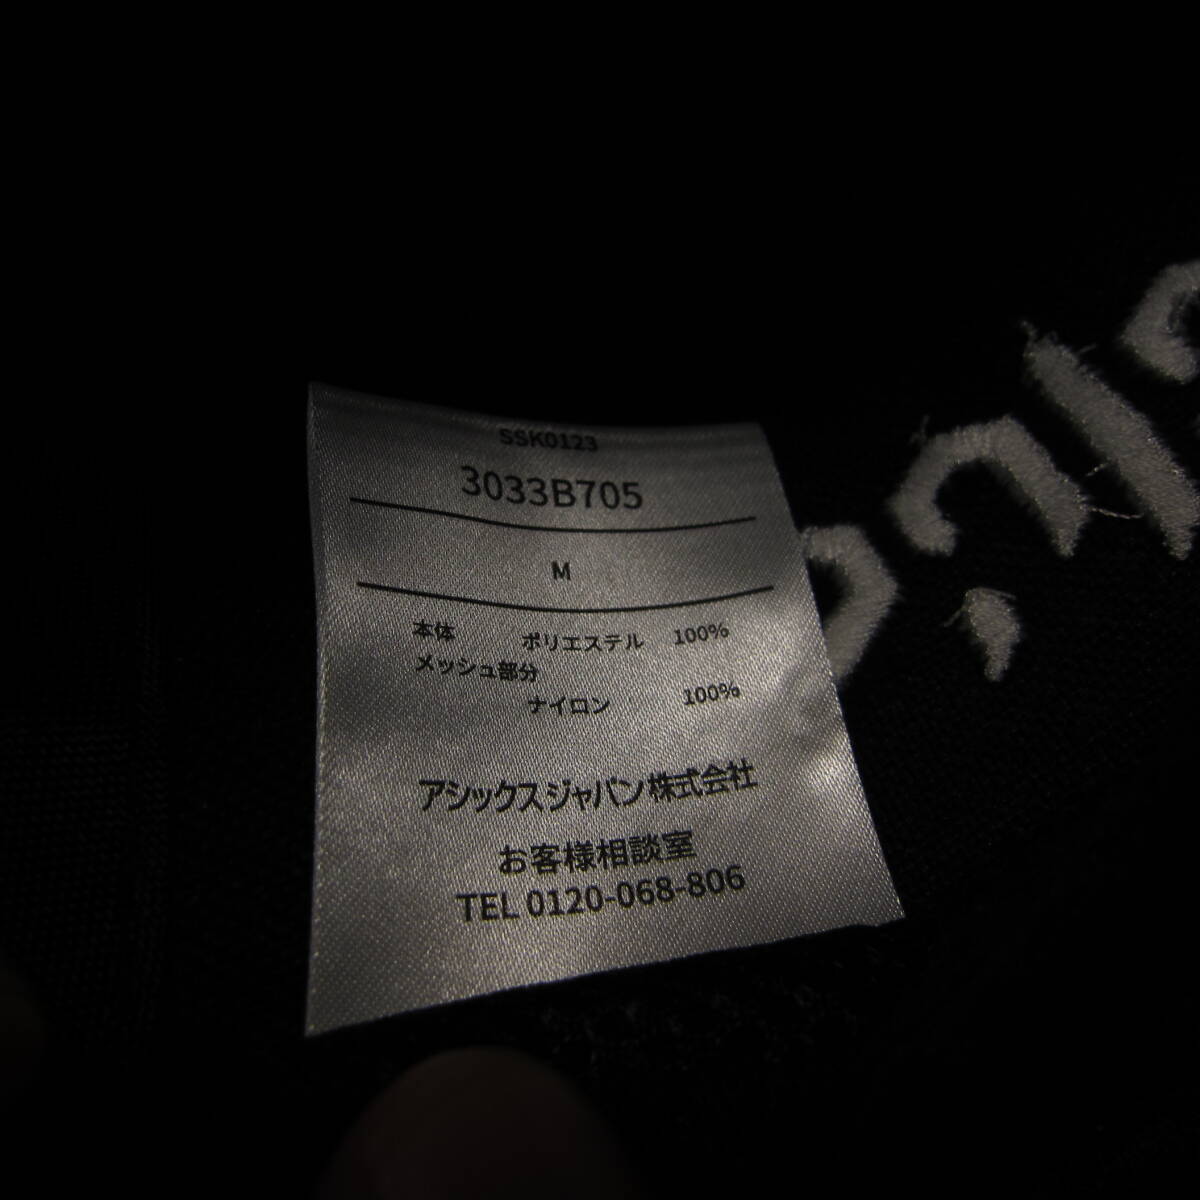 SSK0123
3033B705
M
本体 ポリエステル 100%
メッシュ部分
ナイロン 100%
アシックスジャパン株式会社
お客様相談室
TEL 0120-068-806